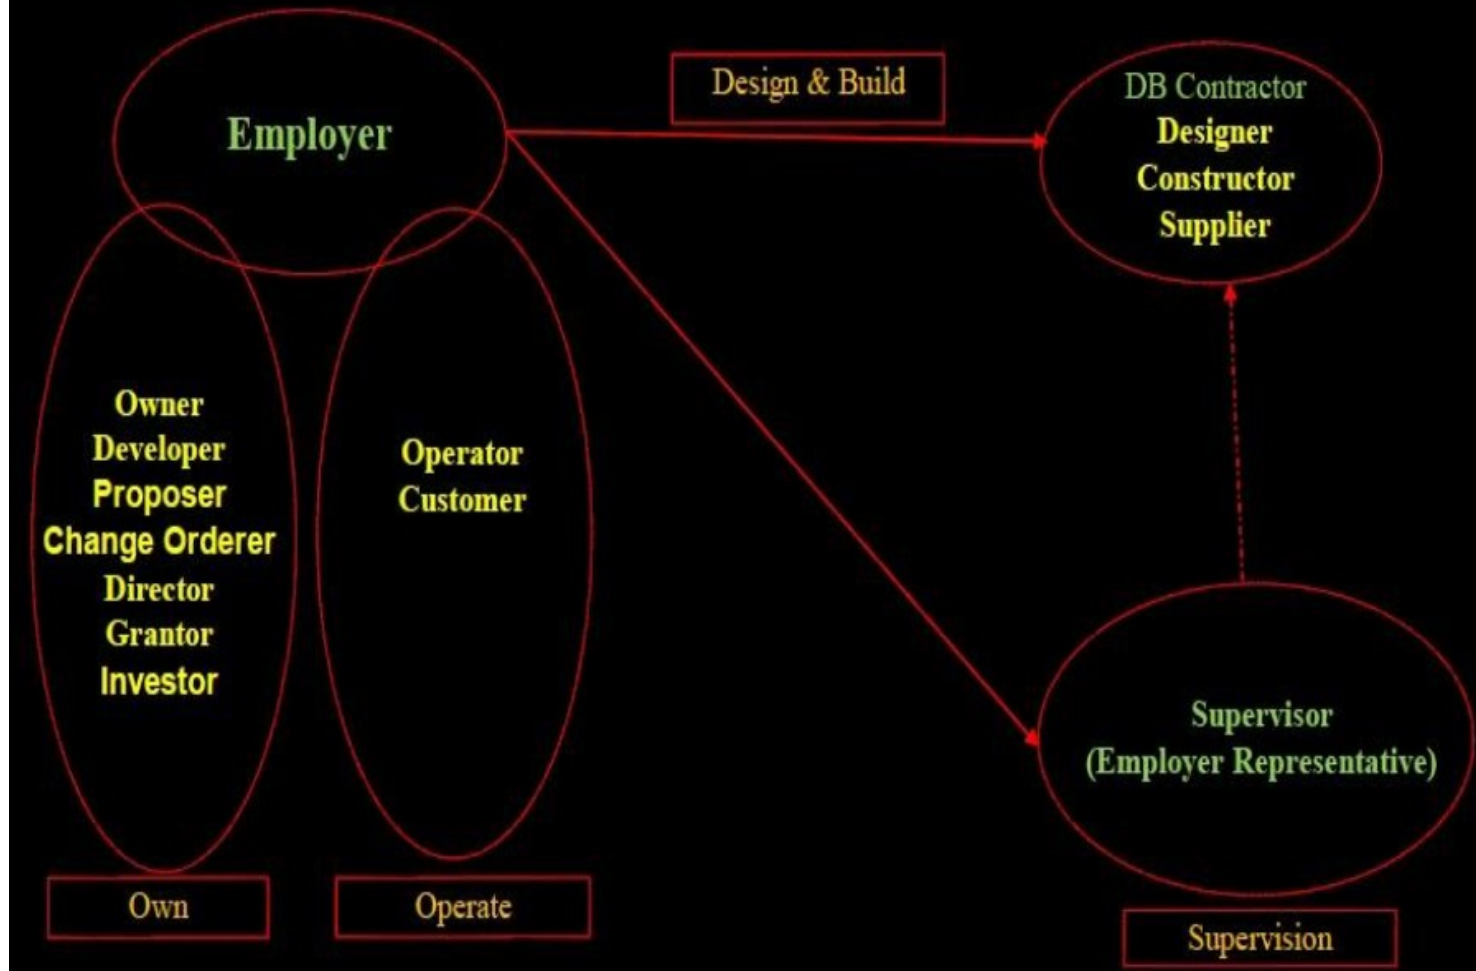 Employer
Design & Build
DB Contractor
Designer
Constructor
Supplier
Owner
Developer
Proposer
Change Orderer
Director
Grantor
Investor
Operator
Customer
Supervisor
(Employer Representative)
Own
Operate
Supervision